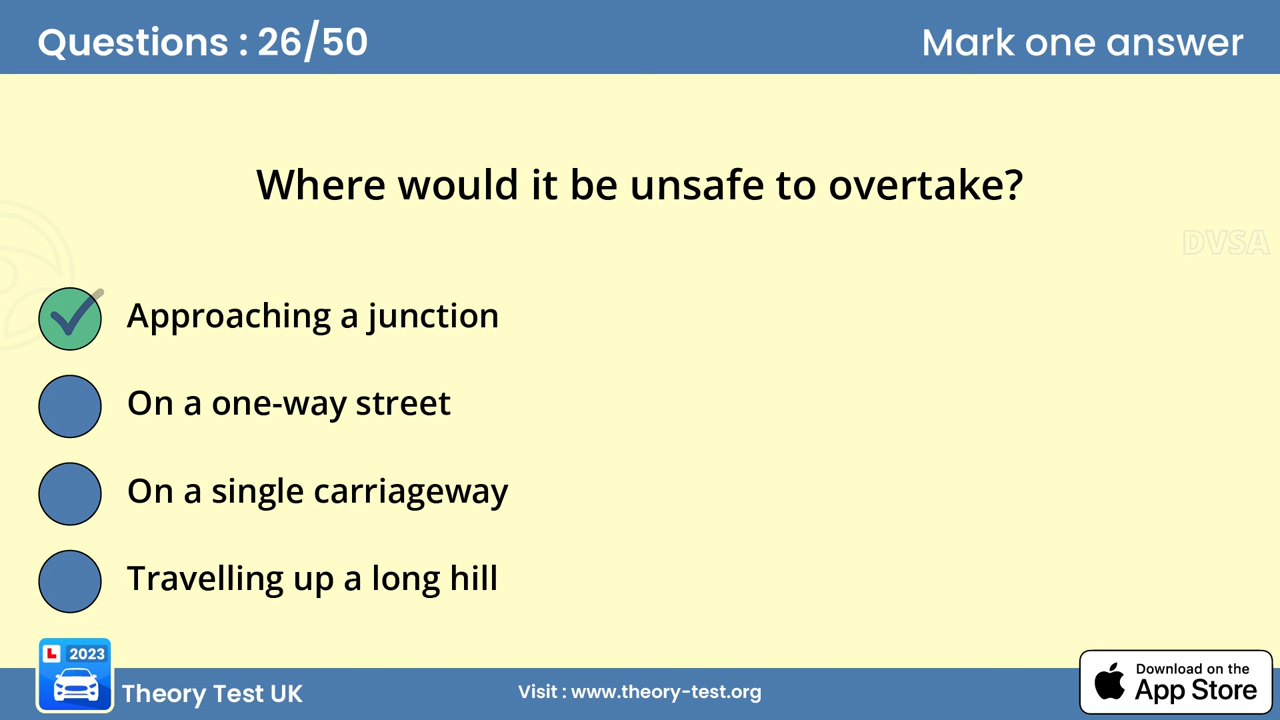 Questions : 26/50
Mark one answer
Where would it be unsafe to overtake?
DVSA
Approaching a junction
On a one-way street
On a single carriageway
Travelling up a long hill
L 2023
Theory Test UK
Visit : www.theory-test.org
Download on the
App Store